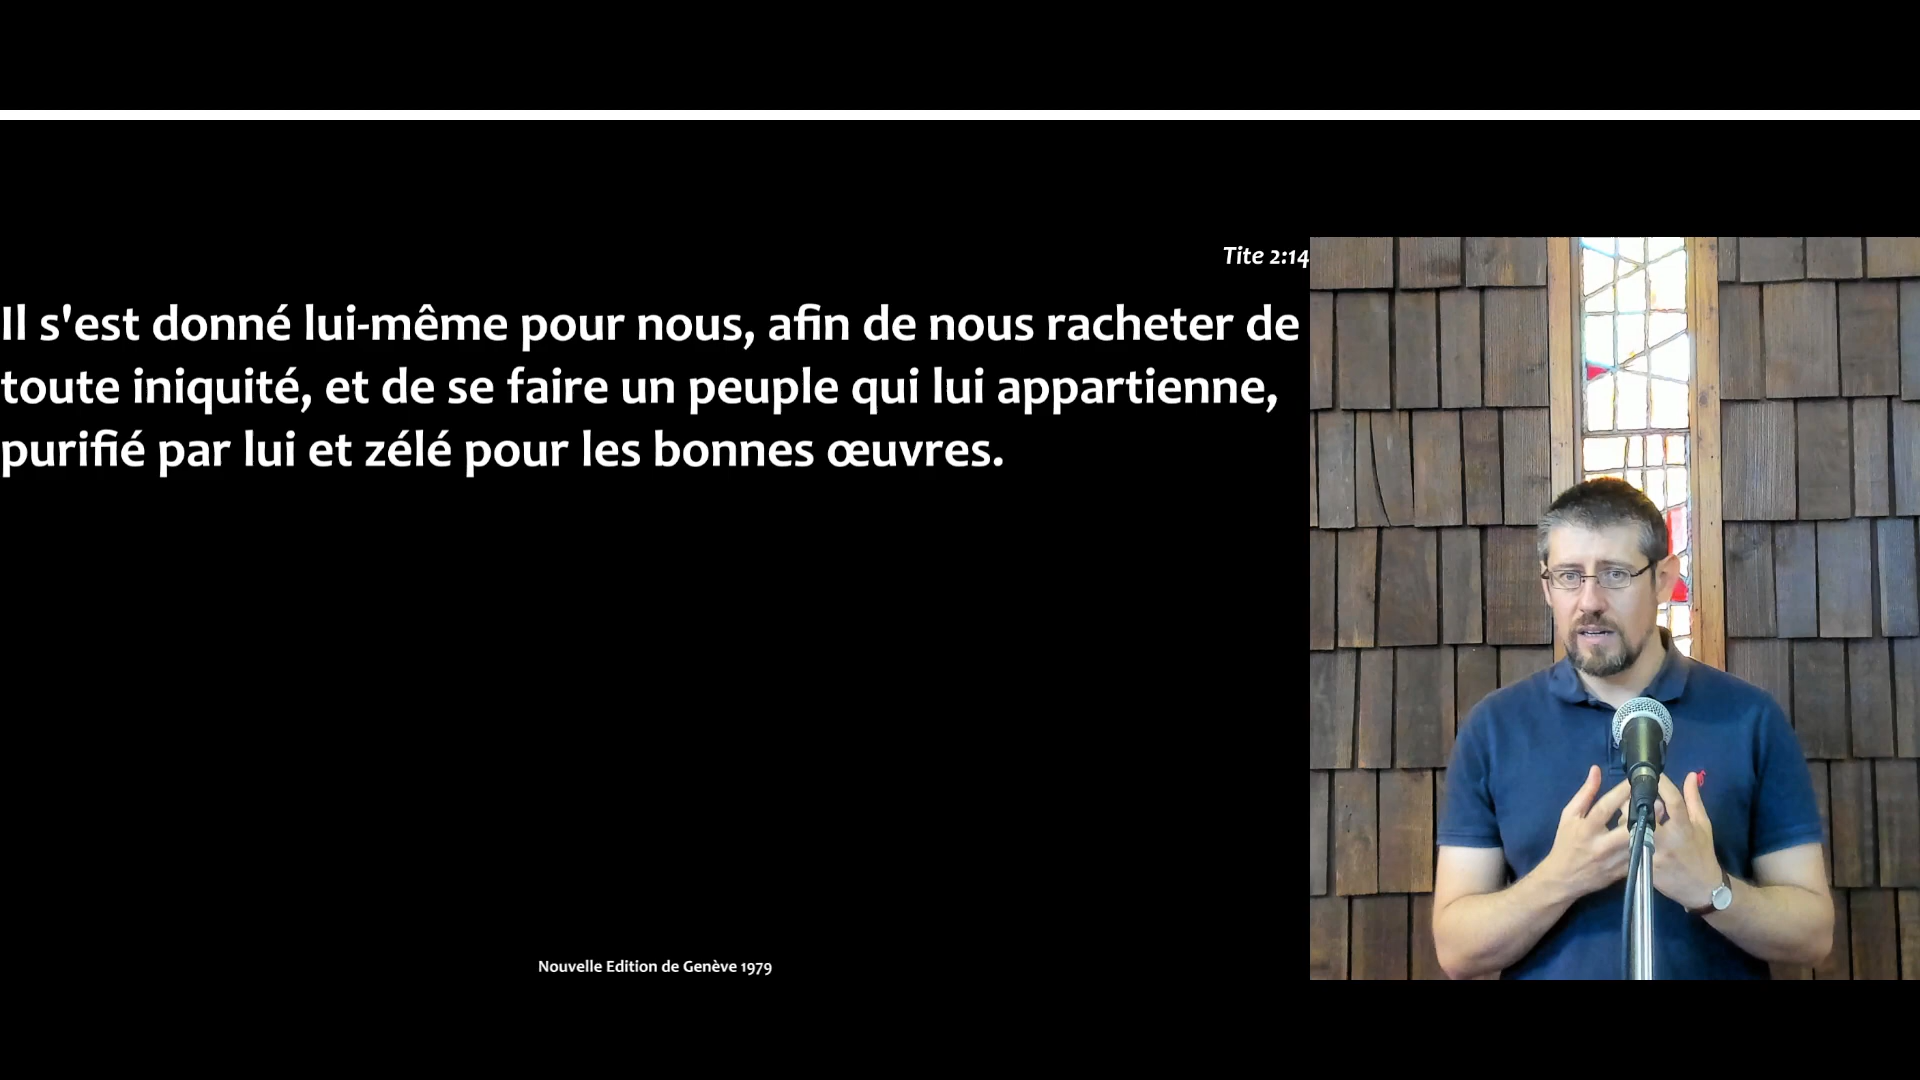 Tite 2:14
Il s'est donné lui-même pour nous, afin de nous racheter de
toute iniquité, et de se faire un peuple qui lui appartienne,
purifié par lui et zélé pour les bonnes œuvres.
Nouvelle Edition de Genève 1979